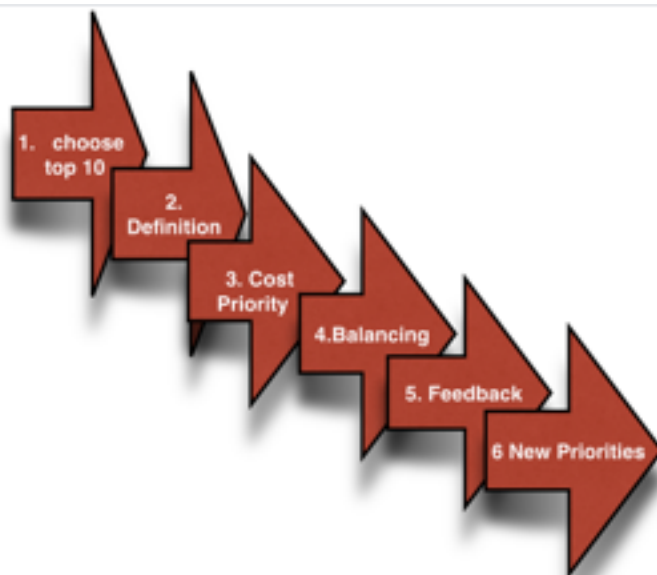 1. choose
top 10
2.
Definition
3. Cost
Priority
4.Balancing
5. Feedback
6 New Priorities